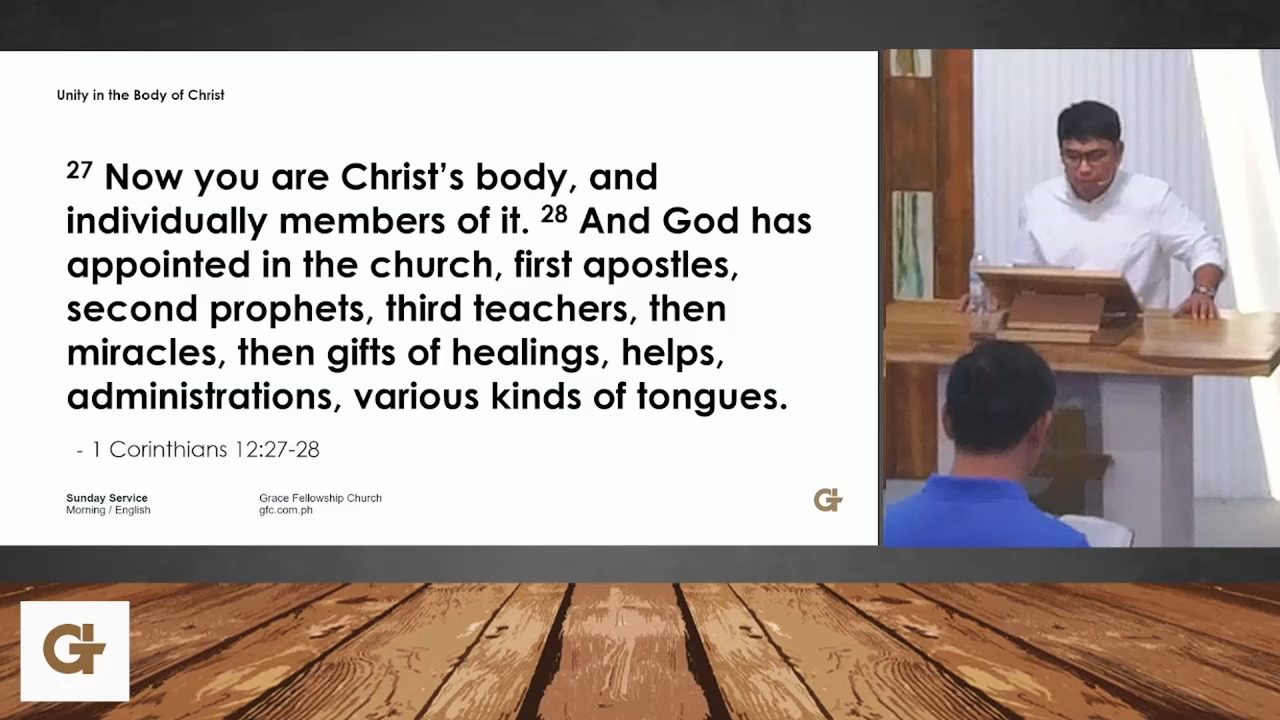 Unity in the Body of Christ
27 Now you are Christ’s body, and
individually members of it. 28 And God has
appointed in the church, first apostles,
second prophets, third teachers, then
miracles, then gifts of healings, helps,
administrations, various kinds of tongues.
- 1 Corinthians 12:27-28
Sunday Service
Morning / English
Grace Fellowship Church
gfc.com.ph